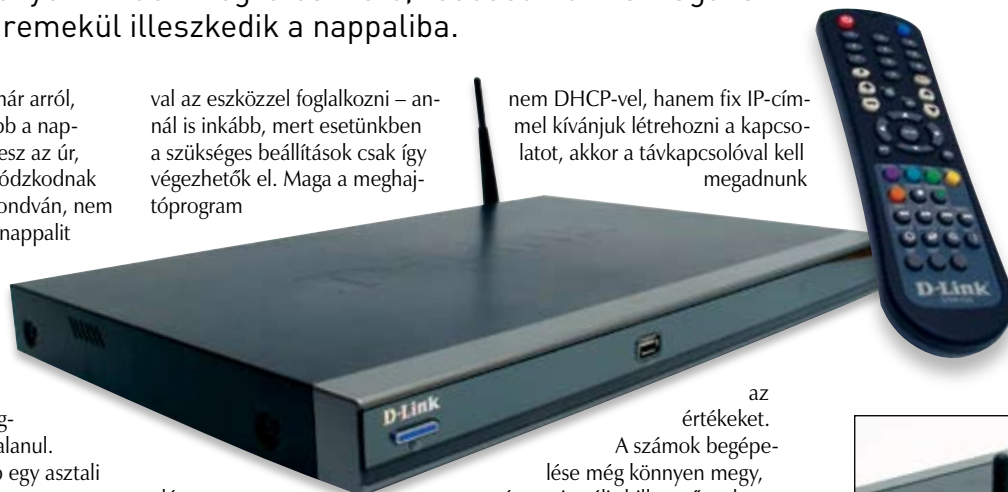 remekül illeszkedik a nappaliba.
már arról,
bb a nap-
esz az úr,
ódzkodnak
ondván, nem
nappalit
g-
alanul.
egy asztali
val az eszközzel foglalkozni – an-
nál is inkább, mert esetünkben
a szükséges beállítások csak így
végezhetők el. Maga a meghaj-
tóprogram
nem DHCP-vel, hanem fix IP-cím-
mel kívánjuk létrehozni a kapcso-
latot, akkor a távkapcsolóval kell
megadnunk
az
értékeket.
A számok begépe-
lése még könnyen megy,
D-Link
D-Link